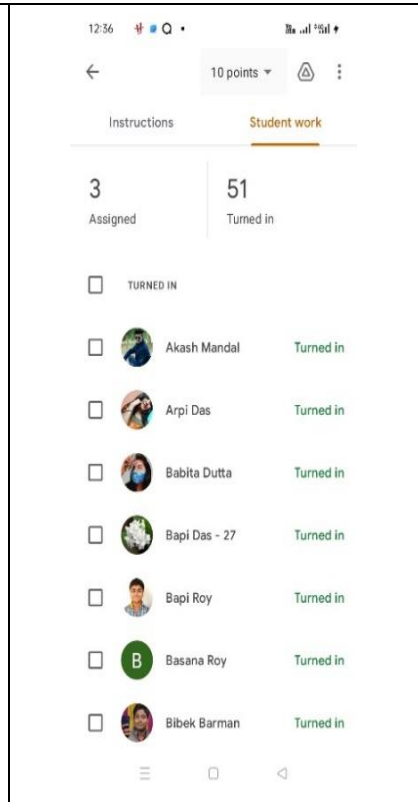 12:36
10 points
Instructions Student work
3 51
Assigned Turned in
TURNED IN
Akash Mandal Turned in
Arpi Das Turned in
Babita Dutta Turned in
Bapi Das - 27 Turned in
Bapi Roy Turned in
B Basana Roy Turned in
Bibek Barman Turned in